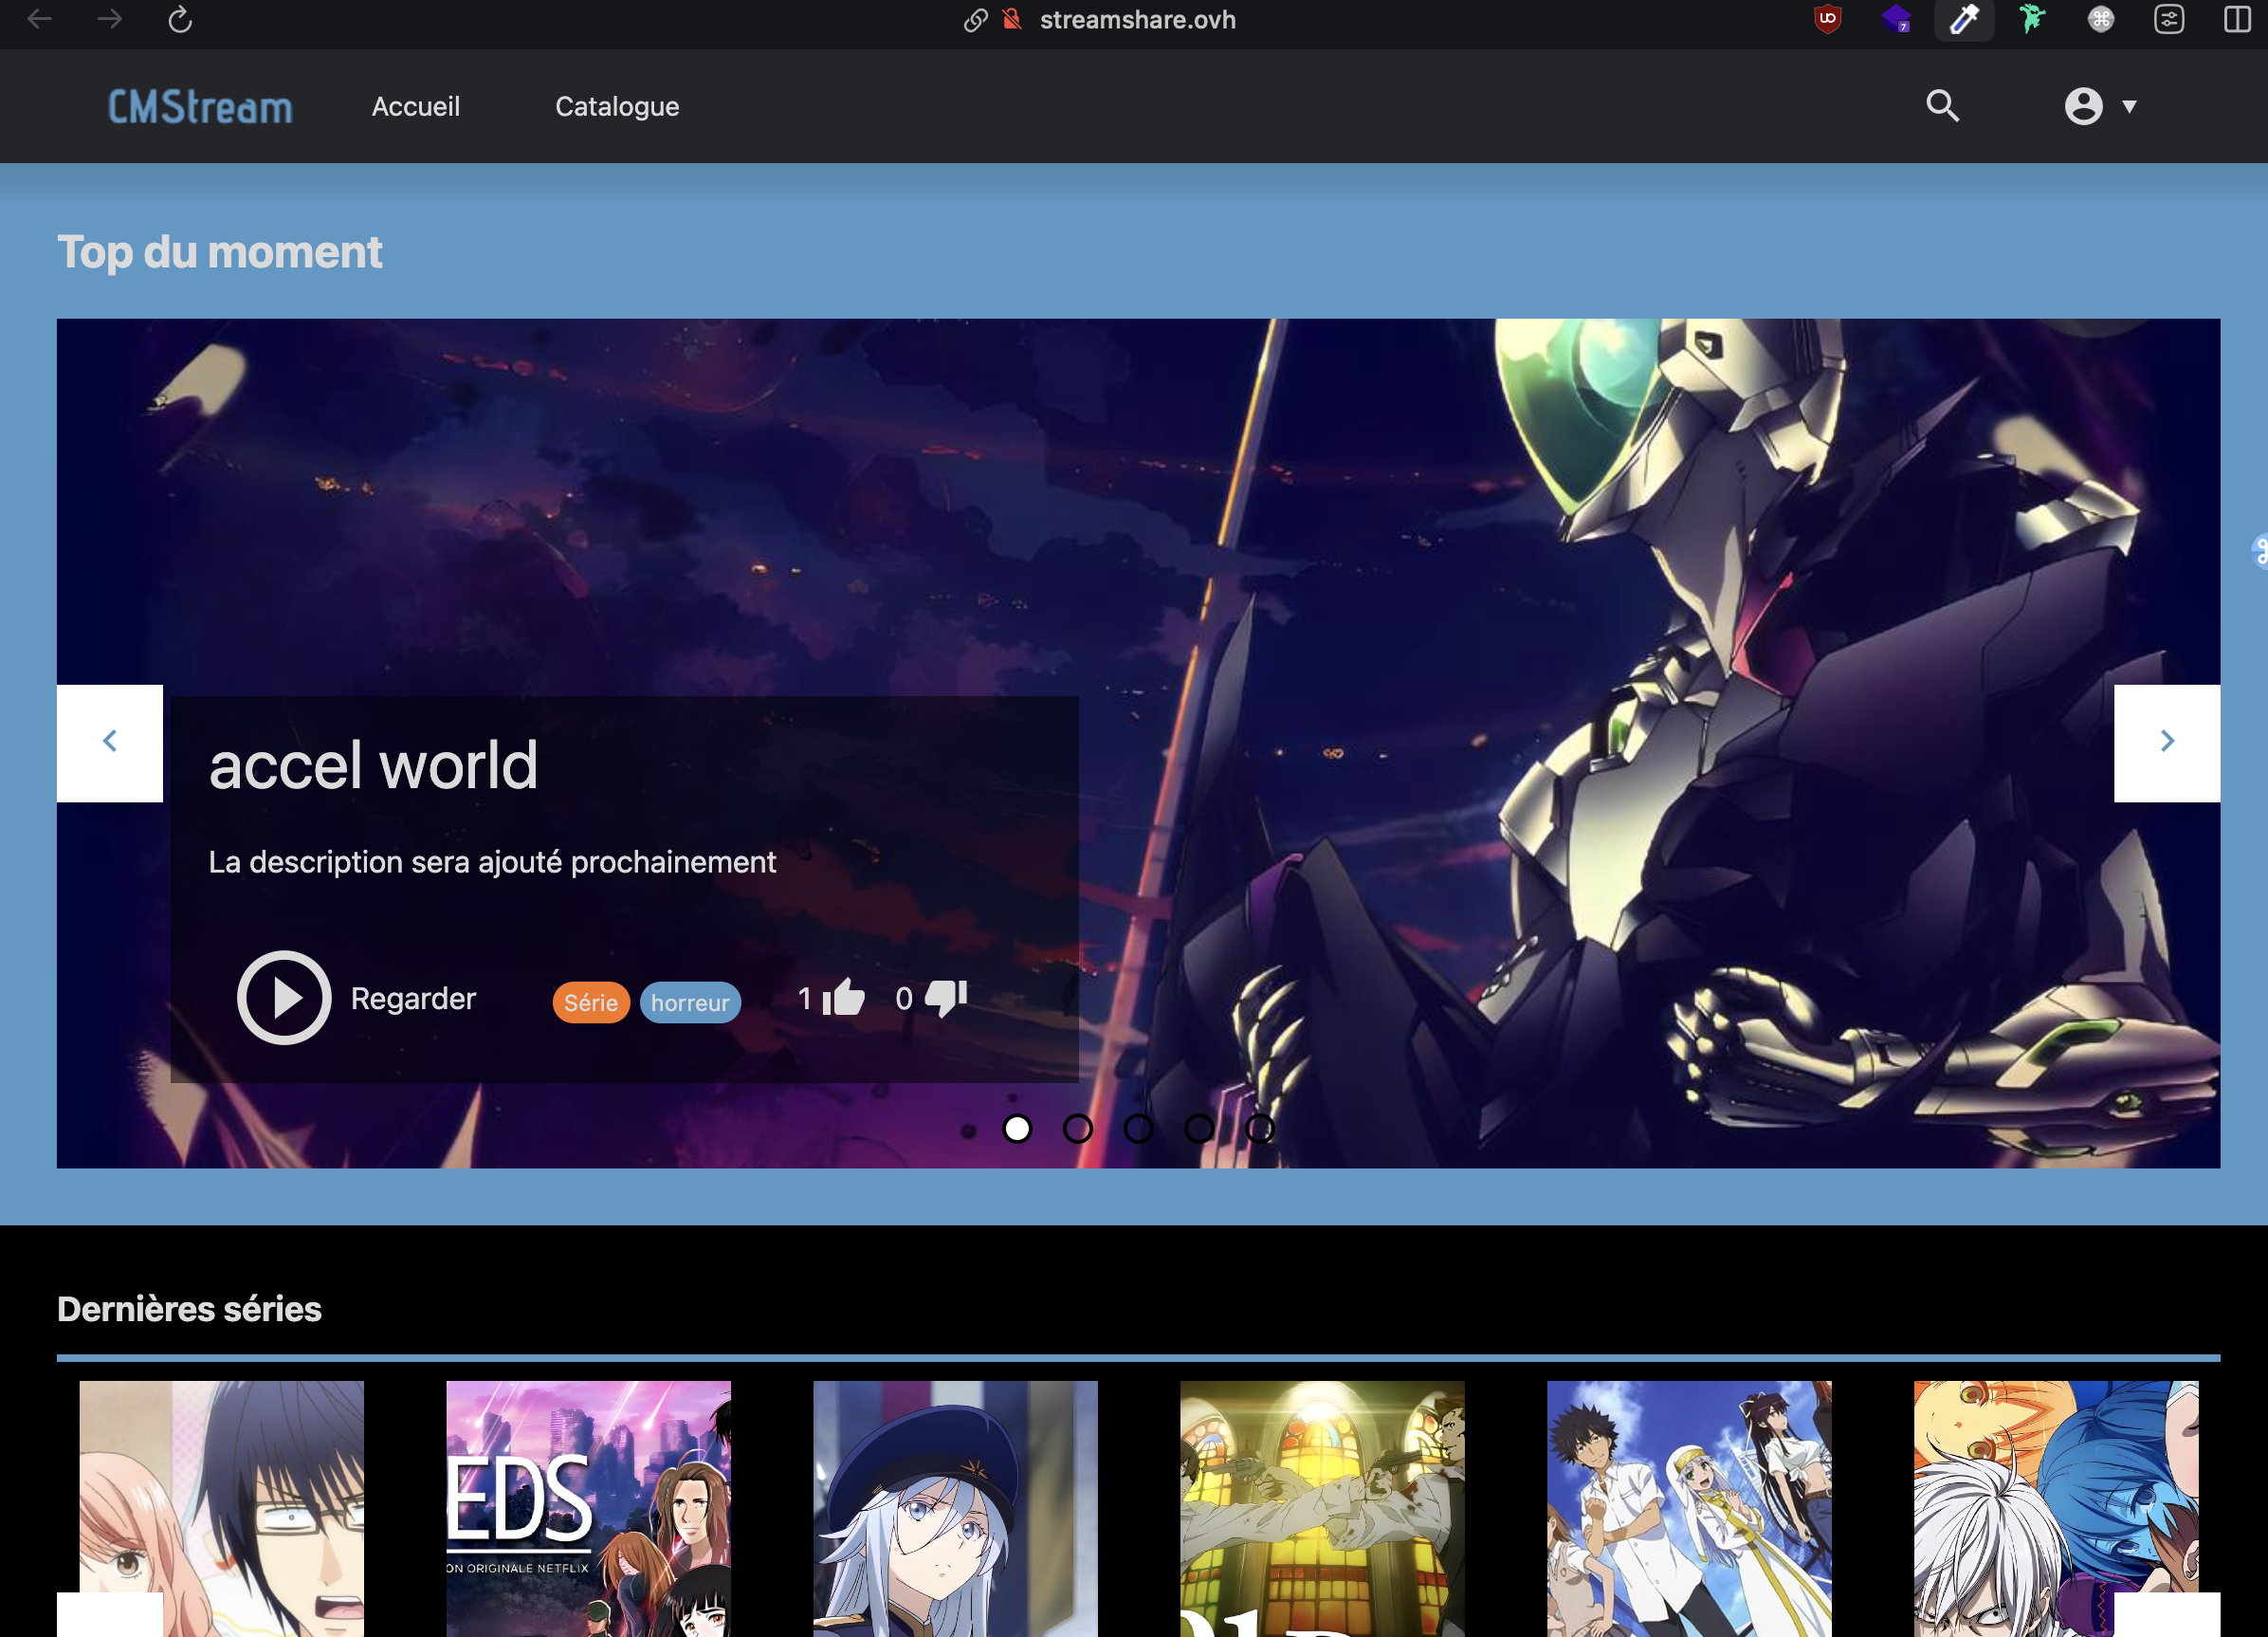 streamshare.ovh
CMStream Accueil Catalogue
Top du moment
accel world
La description sera ajouté prochainement
Regarder Série horreur 1 0
Dernières séries
EDS
ON ORIGINALE NETFLIX